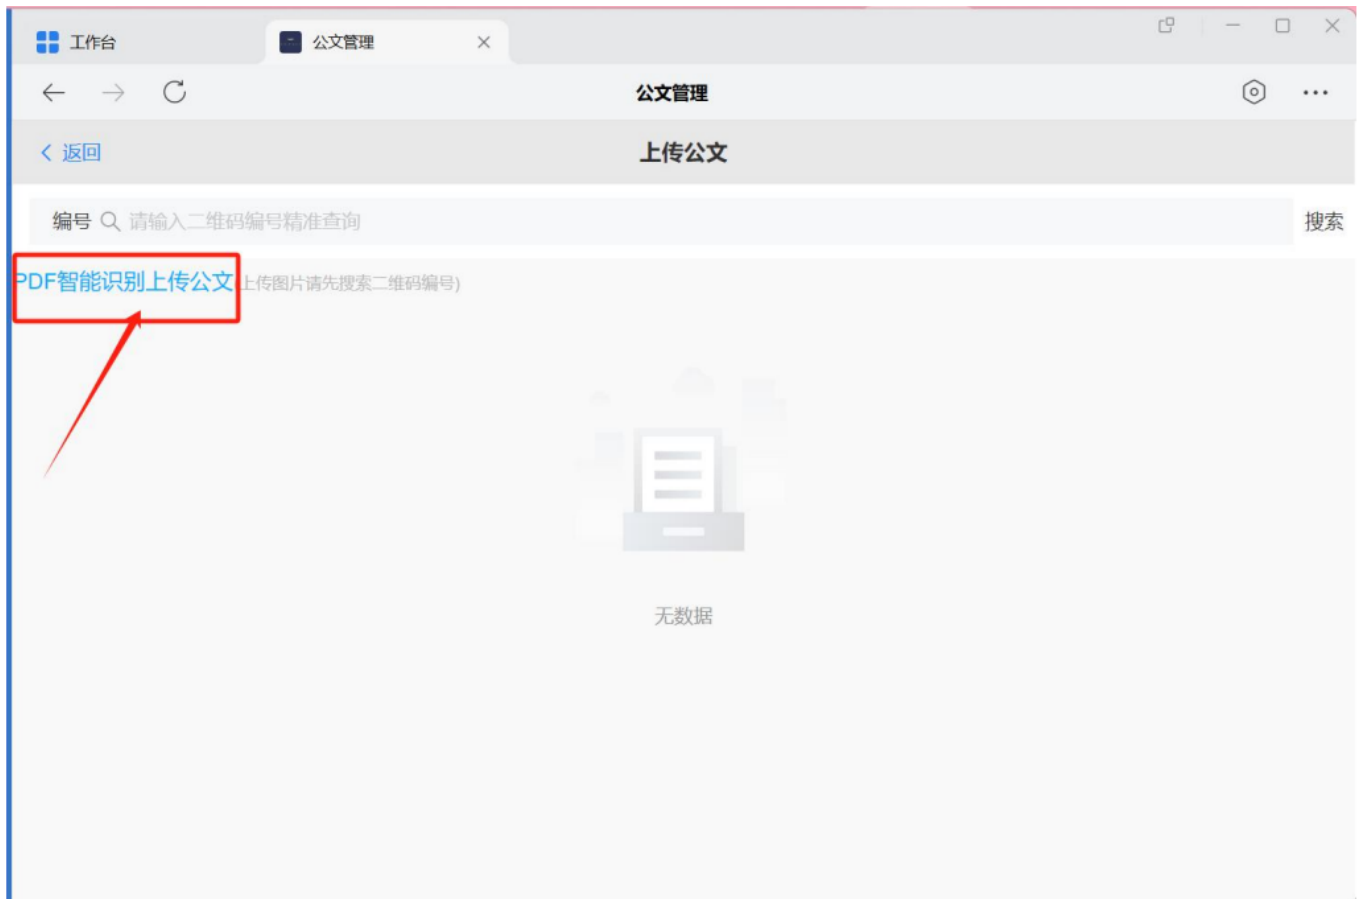 工作台 公文管理
公文管理
返回 上传公文
编号 请输入二维码编号精准查询 搜索
PDF智能识别上传公文(上传图片请先搜索二维码编号)
无数据